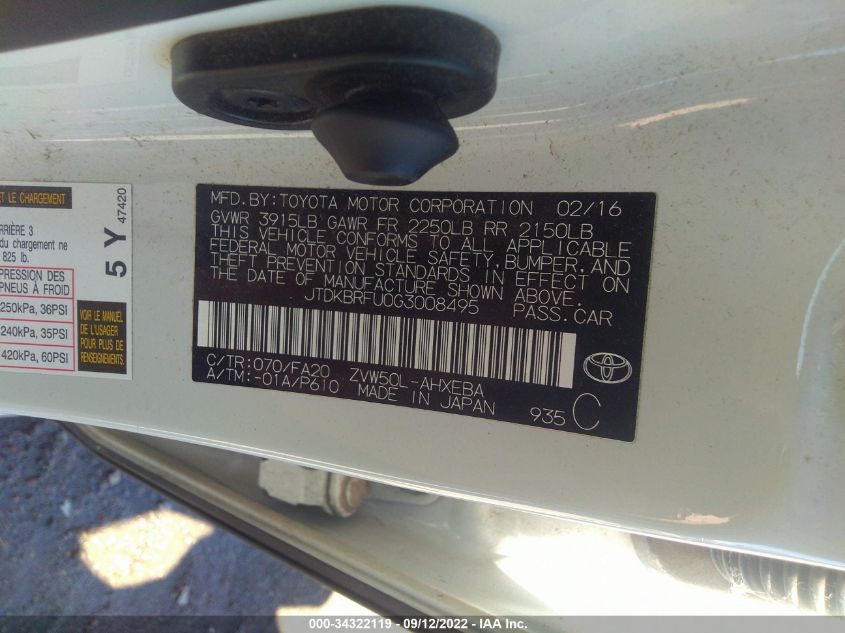 MFD.BY:TOYOTA MOTOR CORPORATION 02/16
GVWR 3915LB GAWR FR 2250LB RR 2150LB
THIS VEHICLE CONFORMS TO ALL APPLICABLE
FEDERAL MOTOR VEHICLE SAFETY,BUMPER,AND
THEFT PREVENTION STANDARDS IN EFFECT ON
THE DATE OF MANUFACTURE SHOWN ABOVE.
JTDKBRFU0G3008495 PASS.CAR
C/TR:070/FA20 ZVW50L-AHXEBA
A/TM:-01A/P610 MADE IN JAPAN
935 C
ET LE CHARGEMENT
RRIÈRE 3
du chargement ne
825 lb.
PRESSION DES
PNEUS À FROID
250kPa, 36PSI
240kPa, 35PSI
420kPa, 60PSI
VOIR LE MANUEL
DE L'USAGER
POUR PLUS DE
RENSEIGNEMENTS.
5 Y
47420
000-34322119 - 09/12/2022 - IAA Inc.